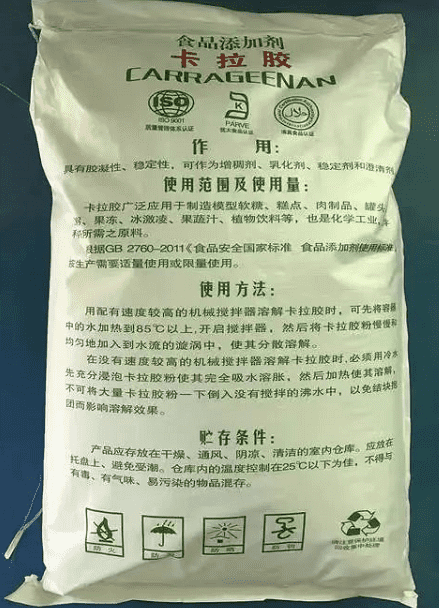 食品添加剂
卡拉胶
CARRAGEENAN
ISO
ISO 9001
质量管理体系认证
K
PARVE
犹太食品认证
清真食品认证
作 用:
具有胶凝性、稳定性，可作为增稠剂、乳化剂、稳定剂和澄清剂
使用范围及使用量:
卡拉胶广泛应用于制造模型软糖、糕点、肉制品、罐头
果冻、冰激凌、果蔬汁、植物饮料等，也是化学工业
所需之原料。
根据GB 2760-2011《食品安全国家标准 食品添加剂使用标准
按生产需要适量使用或限量使用。
使用方法:
用配有速度较高的机械搅拌器溶解卡拉胶时，可先将容器
中的水加热到85℃以上,开启搅拌器，然后将卡拉胶粉慢慢和
均匀地加入到水流的漩涡中，使其分散溶解。
在没有速度较高的机械搅拌器溶解卡拉胶时,必须用冷水
先充分浸泡卡拉胶粉使其完全吸水溶胀，然后加热使其溶解,
不可将大量卡拉胶粉一下倒入没有搅拌的沸水中，以免结块抱
团而影响溶解效果。
贮存条件:
产品应存放在干燥、通风、阴凉、清洁的室内仓库。应放在
托盘上、避免受潮。仓库内的温度控制在25℃以下为佳，不得与
有毒、有气味、易污染的物品混存。
防火
防晒
请注意保护环境
回收集中处理